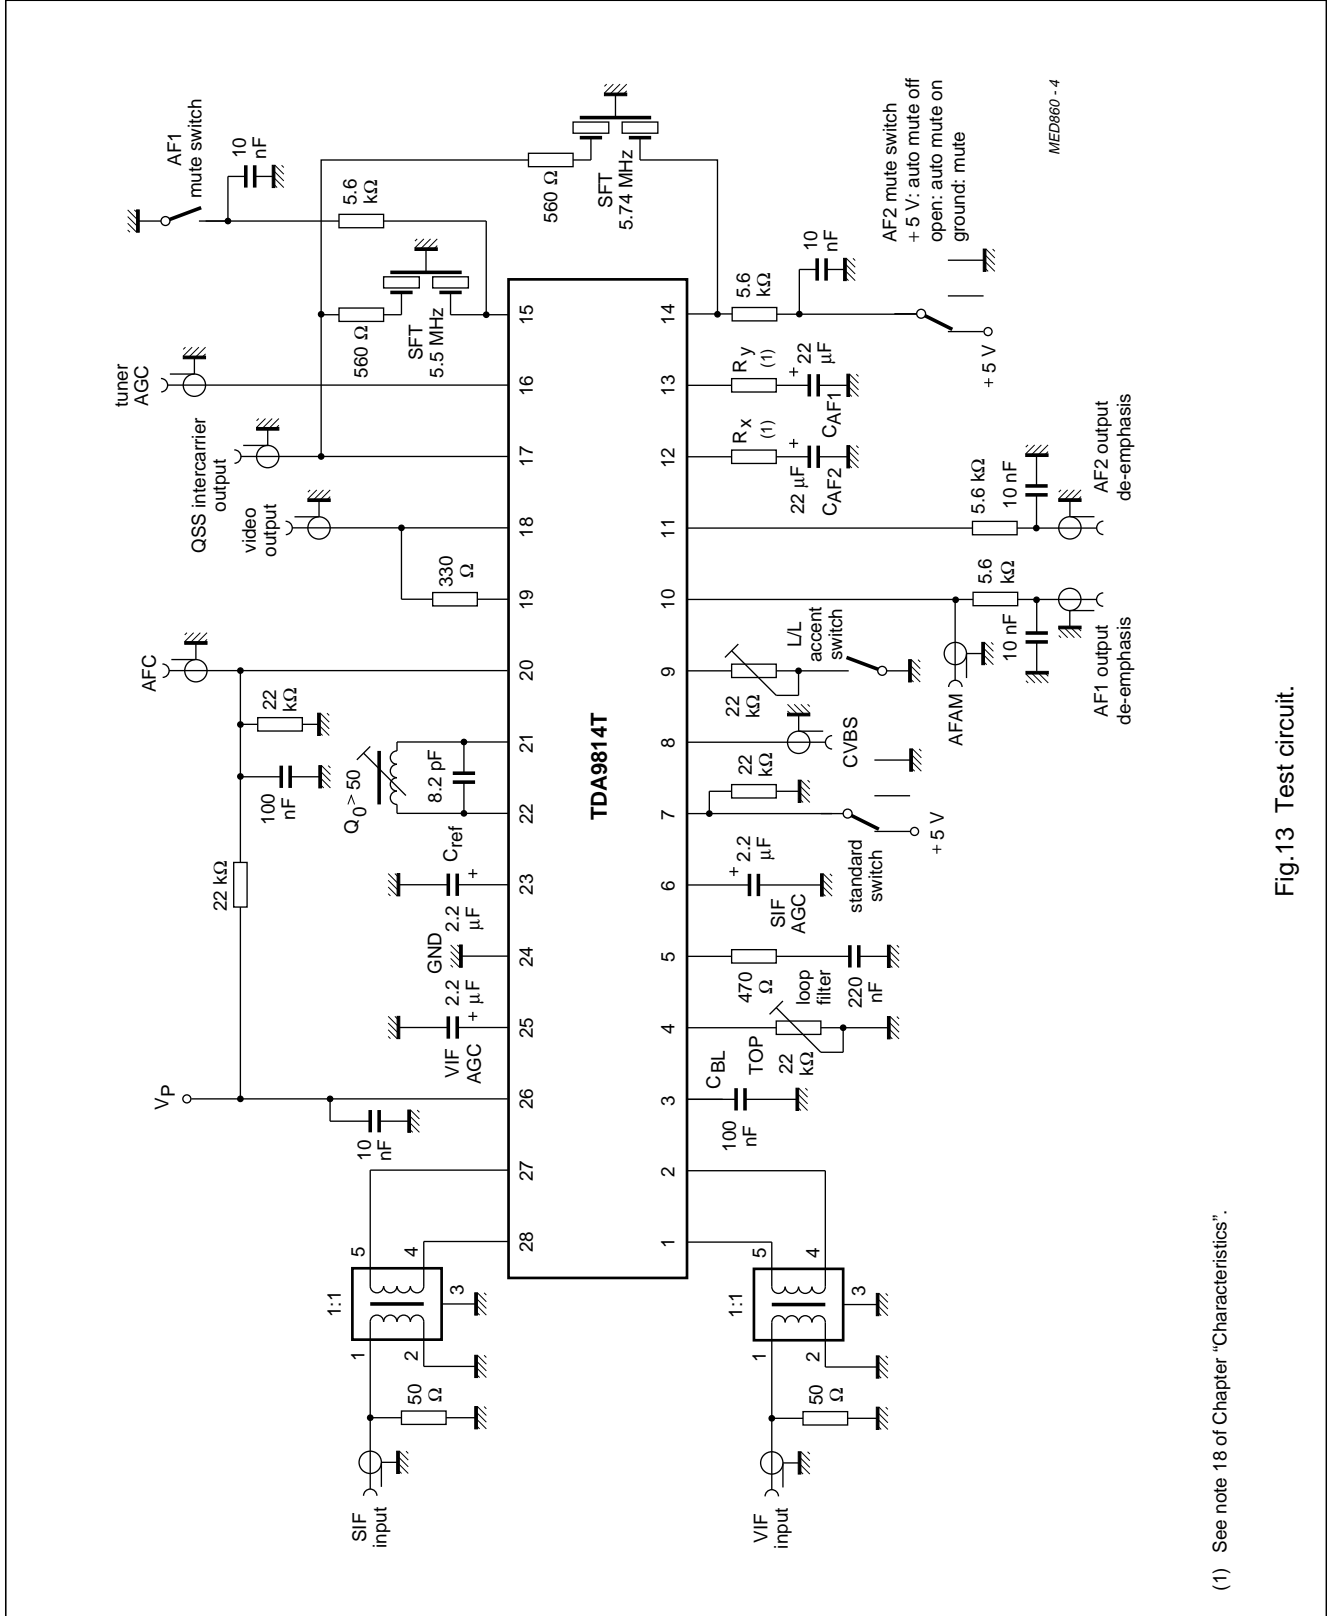 AF1
mute switch
10
nF
5.6
kΩ
560 Ω
SFT
5.74 MHz
MED860 - 4
tuner
AGC
560 Ω
SFT
5.5 MHz
QSS intercarrier
output
video
output
330
Ω
AFC
22
kΩ
100
nF
22 kΩ
Q0 > 50
8.2 pF
Cref
+
2.2
μF
GND
2.2
+ μF
VIF
AGC
VP
10
nF
28
27
26
25
24
23
22
21
20
19
18
17
16
15
TDA9814T
1
2
3
4
5
6
7
8
9
10
11
12
13
14
1:1
5
4
3
1
2
50
Ω
SIF
input
1:1
5
4
3
1
2
50
Ω
VIF
input
CBL
100
nF
TOP
22
kΩ
470
Ω
loop
filter
220
nF
+ 2.2
μF
SIF
AGC
22
kΩ
standard
switch
+ 5 V
CVBS
22
kΩ
L/L
accent
switch
AFAM
5.6
kΩ
10 nF
AF1 output
de-emphasis
5.6 kΩ
10 nF
AF2 output
de-emphasis
Rx
(1)
22 μF +
CAF2
Ry
(1)
+ 22
μF
CAF1
5.6
kΩ
10
nF
+ 5 V
AF2 mute switch
+ 5 V: auto mute off
open: auto mute on
ground: mute
(1) See note 18 of Chapter “Characteristics”.
Fig.13 Test circuit.